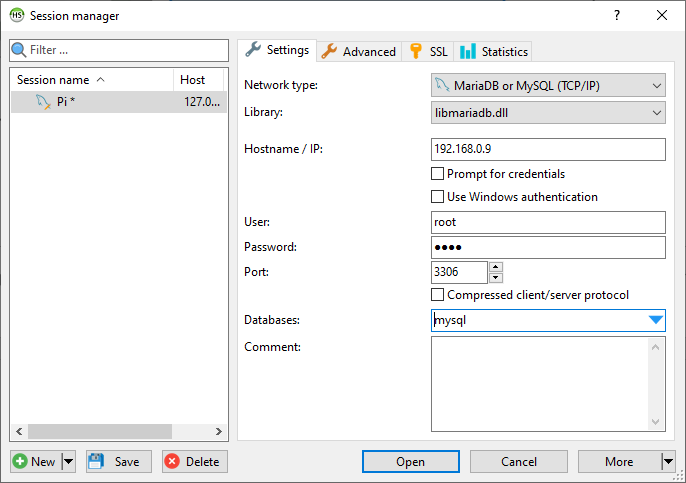 HS Session manager ?
Filter ...
Session name Host
Pi * 127.0...
Settings Advanced SSL Statistics
Network type: MariaDB or MySQL (TCP/IP)
Library: libmariadb.dll
Hostname / IP: 192.168.0.9
Prompt for credentials
Use Windows authentication
User: root
Password: ●●●●
Port: 3306
Compressed client/server protocol
Databases: mysql
Comment:
New Save Delete Open Cancel More